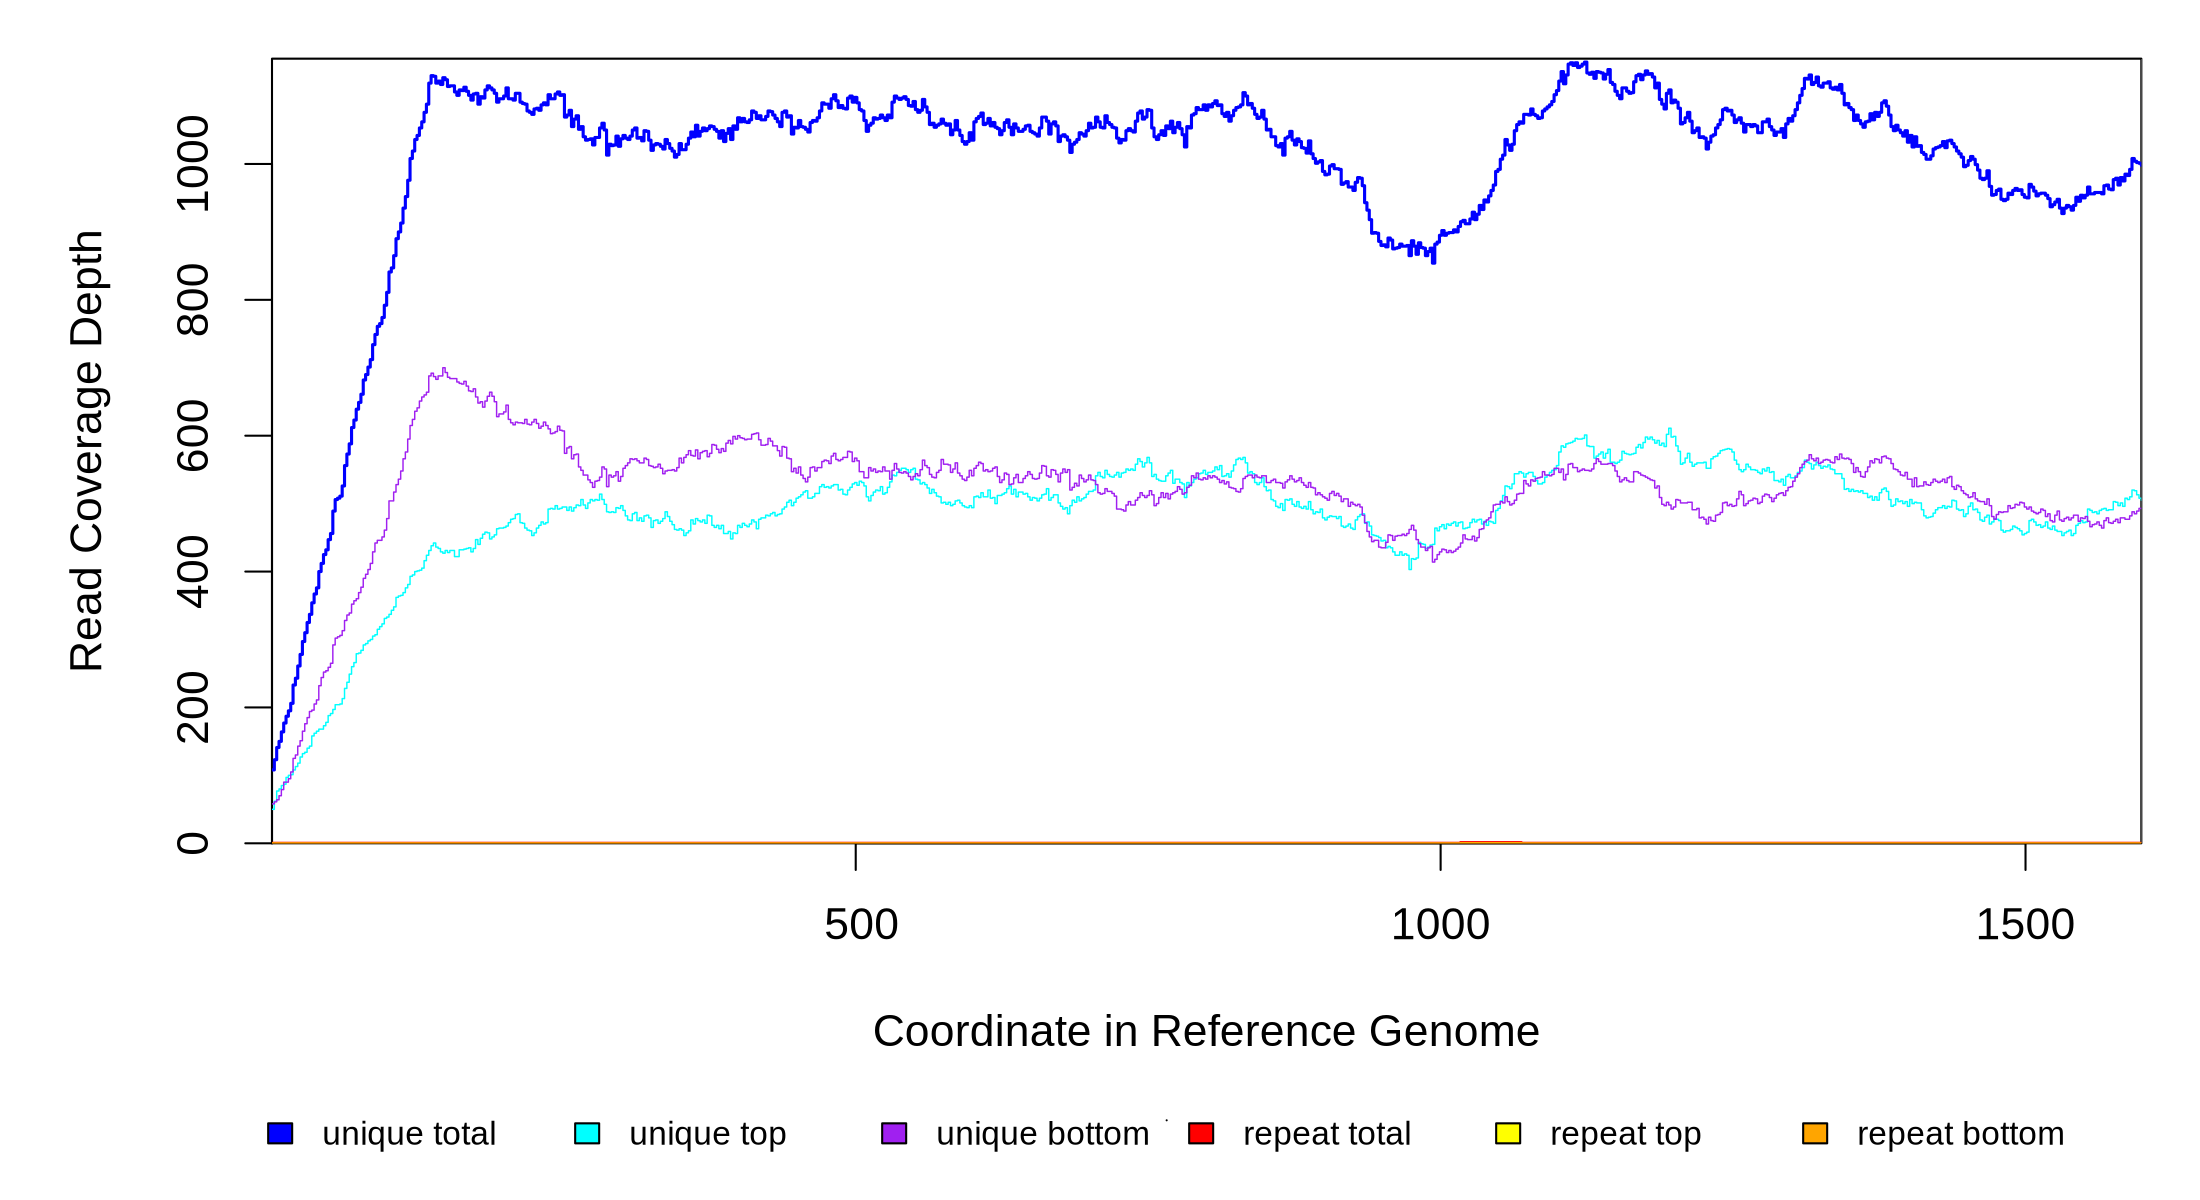 Read Coverage Depth
1000
800
600
400
200
0
500 1000 1500
Coordinate in Reference Genome
unique total unique top unique bottom repeat total repeat top repeat bottom